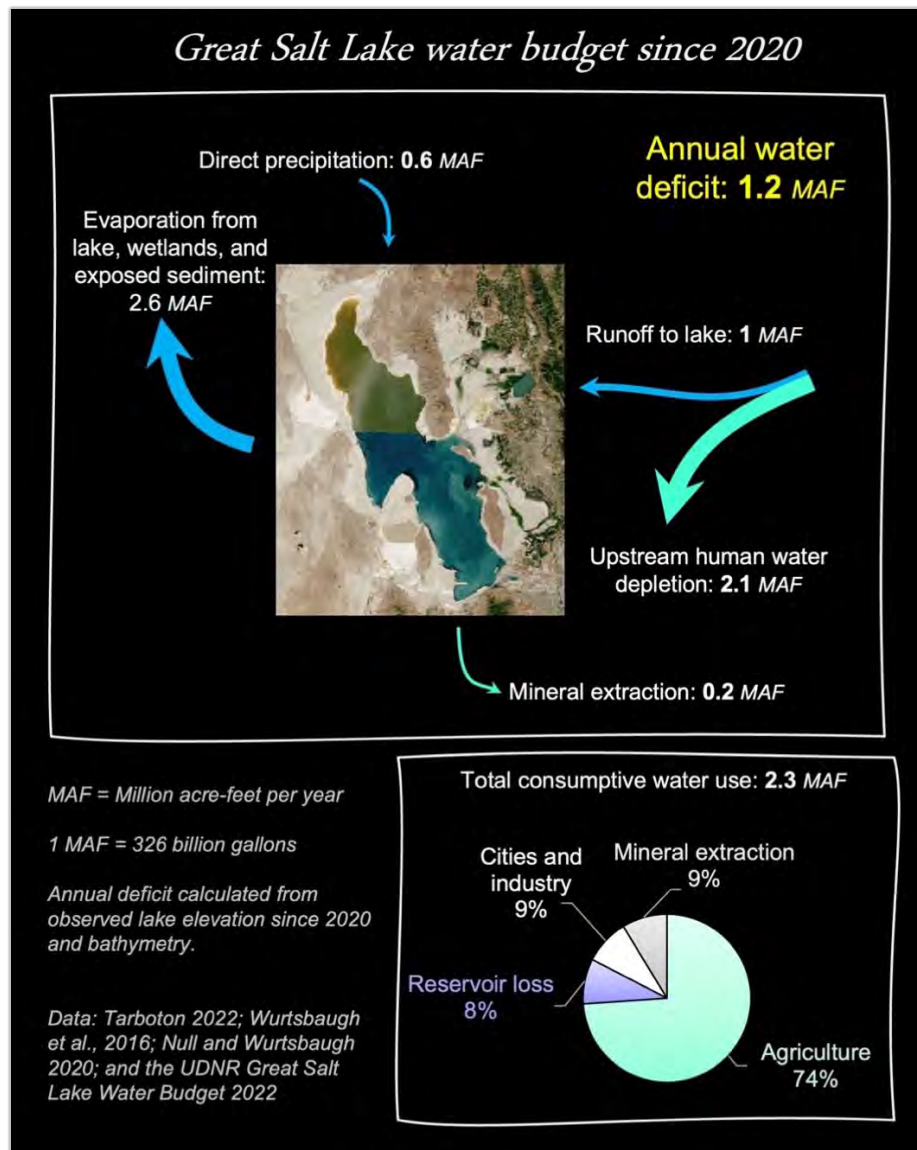 Great Salt Lake water budget since 2020
Direct precipitation: 0.6 MAF
Annual water
deficit: 1.2 MAF
Evaporation from
lake, wetlands, and
exposed sediment:
2.6 MAF
Runoff to lake: 1 MAF
Upstream human water
depletion: 2.1 MAF
Mineral extraction: 0.2 MAF
MAF = Million acre-feet per year
1 MAF = 326 billion gallons
Annual deficit calculated from
observed lake elevation since 2020
and bathymetry.
Data: Tarboton 2022; Wurtsbaugh
et al., 2016; Null and Wurtsbaugh
2020; and the UDNR Great Salt
Lake Water Budget 2022
Total consumptive water use: 2.3 MAF
Cities and
industry
9%
Mineral extraction
9%
Reservoir loss
8%
Agriculture
74%